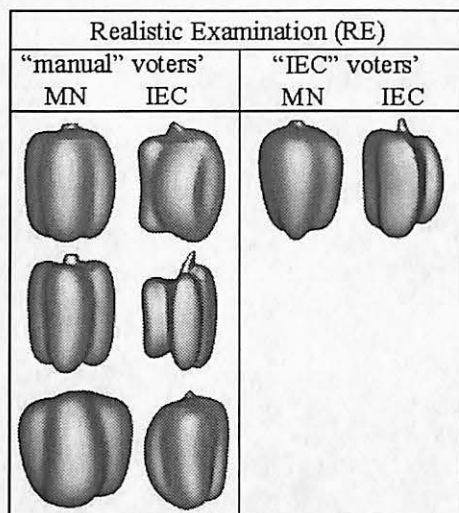 Realistic Examination (RE)
“manual” voters’ “IEC” voters’
MN IEC MN IEC